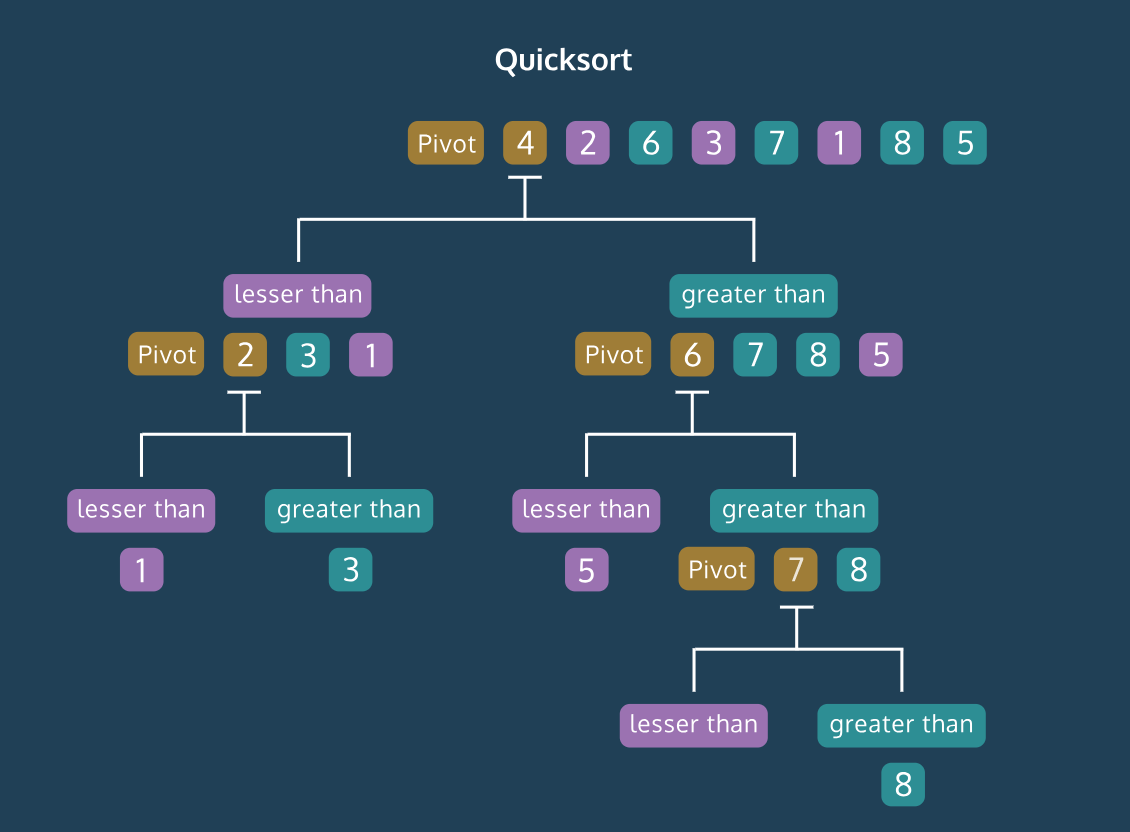 Quicksort
Pivot 4 2 6 3 7 1 8 5
lesser than greater than
Pivot 2 3 1 Pivot 6 7 8 5
lesser than greater than lesser than greater than
1 3 5 Pivot 7 8
lesser than greater than
8